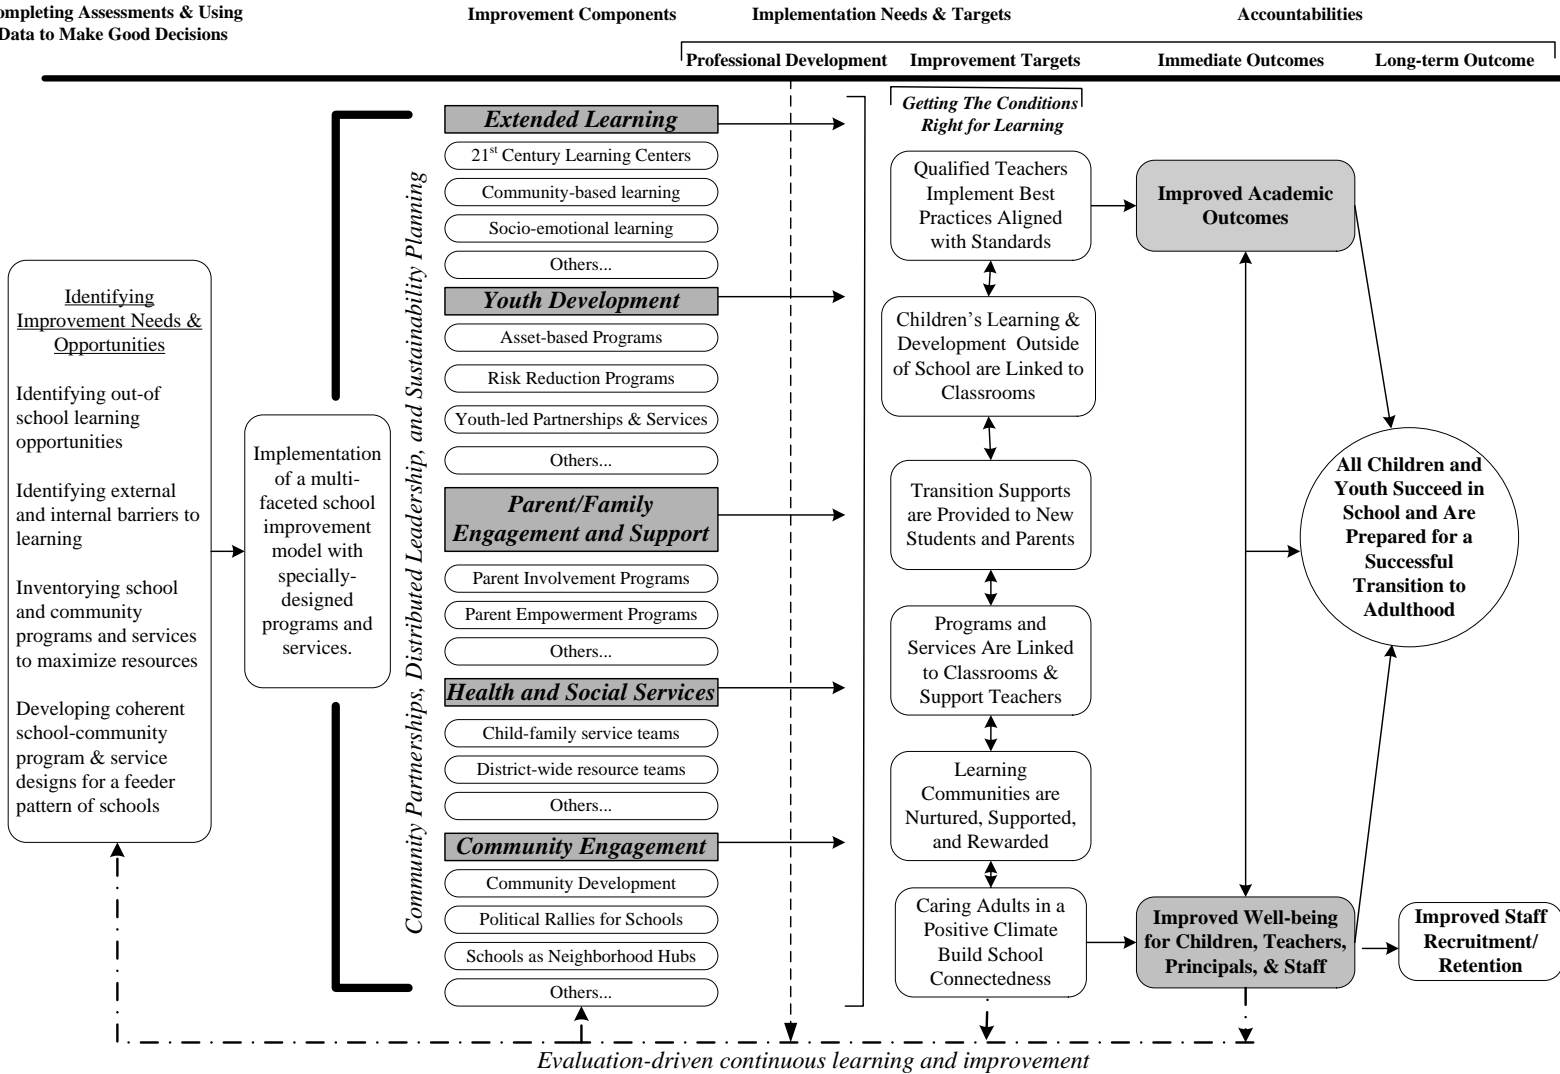 ompleting Assessments & Using
Data to Make Good Decisions
Improvement Components
Implementation Needs & Targets
Accountabilities
Professional Development
Improvement Targets
Immediate Outcomes
Long-term Outcome
Identifying
Improvement Needs &
Opportunities
Identifying out-of
school learning
opportunities
Identifying external
and internal barriers to
learning
Inventorying school
and community
programs and services
to maximize resources
Developing coherent
school-community
program & service
designs for a feeder
pattern of schools
Implementation
of a multi-
faceted school
improvement
model with
specially-
designed
programs and
services.
Community Partnerships, Distributed Leadership, and Sustainability Planning
Extended Learning
21st Century Learning Centers
Community-based learning
Socio-emotional learning
Others...
Youth Development
Asset-based Programs
Risk Reduction Programs
Youth-led Partnerships & Services
Others...
Parent/Family
Engagement and Support
Parent Involvement Programs
Parent Empowerment Programs
Others...
Health and Social Services
Child-family service teams
District-wide resource teams
Others...
Community Engagement
Community Development
Political Rallies for Schools
Schools as Neighborhood Hubs
Others...
Getting The Conditions
Right for Learning
Qualified Teachers
Implement Best
Practices Aligned
with Standards
Children’s Learning &
Development Outside
of School are Linked to
Classrooms
Transition Supports
are Provided to New
Students and Parents
Programs and
Services Are Linked
to Classrooms &
Support Teachers
Learning
Communities are
Nurtured, Supported,
and Rewarded
Caring Adults in a
Positive Climate
Build School
Connectedness
Improved Academic
Outcomes
Improved Well-being
for Children, Teachers,
Principals, & Staff
All Children and
Youth Succeed in
School and Are
Prepared for a
Successful
Transition to
Adulthood
Improved Staff
Recruitment/
Retention
Evaluation-driven continuous learning and improvement